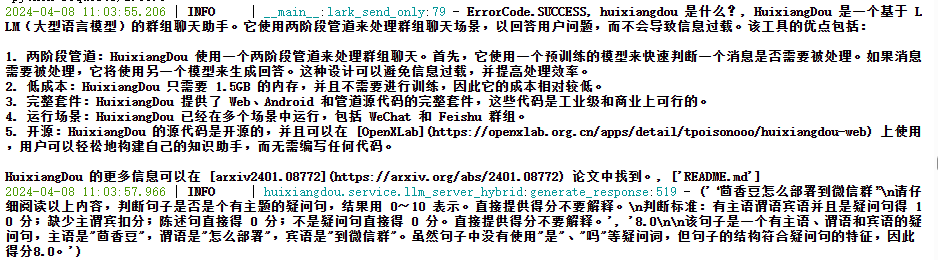 2024-04-08 11:03:55.206 | INFO     | __main__:lark_send_only:79 - ErrorCode.SUCCESS, huixiangdou 是什么?, HuixiangDou 是一个基于 L
LM（大型语言模型）的群组聊天助手。它使用两阶段管道来处理群组聊天场景，以回答用户问题，而不会导致信息过载。该工具的优点包括：
1. 两阶段管道：HuixiangDou 使用一个两阶段管道来处理群组聊天。首先，它使用一个预训练的模型来快速判断一个消息是否需要被处理。如果消息
需要被处理，它将使用另一个模型来生成回答。这种设计可以避免信息过载，并提高处理效率。
2. 低成本：HuixiangDou 只需要 1.5GB 的内存，并且不需要进行训练，因此它的成本相对较低。
3. 完整套件：HuixiangDou 提供了 Web、Android 和管道源代码的完整套件，这些代码是工业级和商业上可行的。
4. 运行场景：HuixiangDou 已经在多个场景中运行，包括 WeChat 和 Feishu 群组。
5. 开源：HuixiangDou 的源代码是开源的，并且可以在 [OpenXLab](https://openxlab.org.cn/apps/detail/tpoisonooo/huixiangdou-web) 上使用
，用户可以轻松地构建自己的知识助手，而无需编写任何代码。
HuixiangDou 的更多信息可以在 [arxiv2401.08772](https://arxiv.org/abs/2401.08772) 论文中找到。, ['README.md']
2024-04-08 11:03:57.966 | INFO     | huixiangdou.service.llm_server_hybrid:generate_response:519 - ('“茴香豆怎么部署到微信群”\n请仔
细阅读以上内容，判断句子是否是个有主题的疑问句，结果用 0～10 表示。直接提供得分不要解释。\n判断标准：有主语谓语宾语并且是疑问句得 1
0 分；缺少主谓宾扣分；陈述句直接得 0 分；不是疑问句直接得 0 分。直接提供得分不要解释。', '8.0\n\n该句子是一个有主语、谓语和宾语的疑
问句，主语是"茴香豆"，谓语是"怎么部署"，宾语是"到微信群"。虽然句子中没有使用"是"、"吗"等疑问词，但句子的结构符合疑问句的特征，因此
得分8.0。')